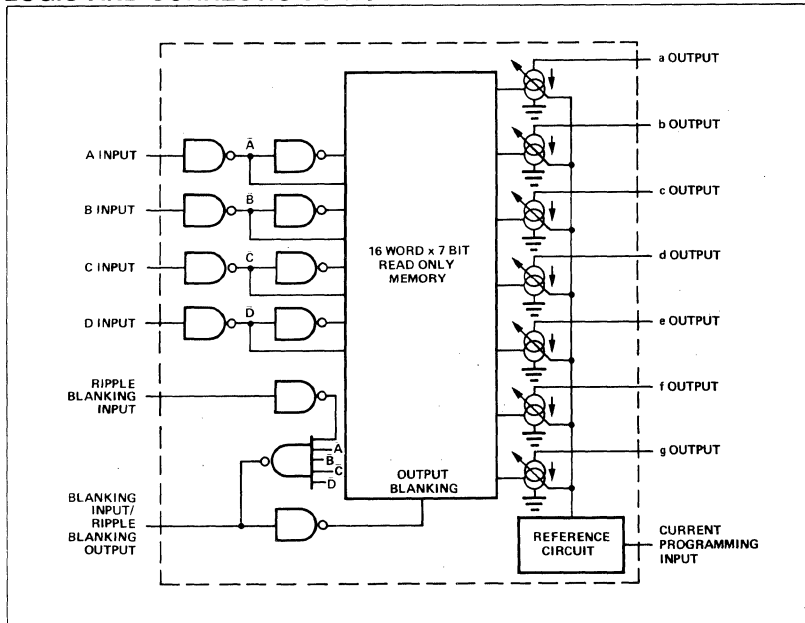 a OUTPUT
b OUTPUT
c OUTPUT
d OUTPUT
e OUTPUT
f OUTPUT
g OUTPUT
A INPUT
Ā
B INPUT
B̄
C INPUT
C̄
D INPUT
D̄
16 WORD x 7 BIT
READ ONLY
MEMORY
RIPPLE
BLANKING
INPUT
A
B̄
C̄
D̄
OUTPUT
BLANKING
BLANKING
INPUT/
RIPPLE
BLANKING
OUTPUT
REFERENCE
CIRCUIT
CURRENT
PROGRAMMING
INPUT